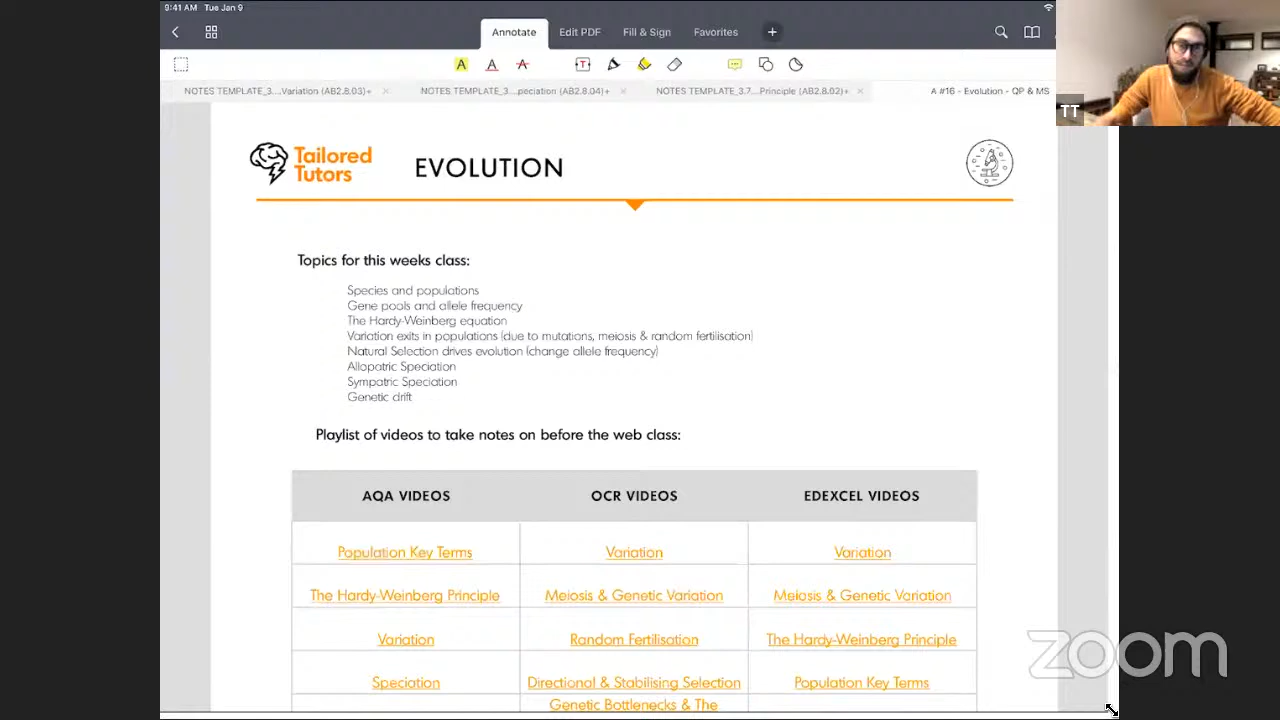 9:41 AM Tue Jan 9
Annotate Edit PDF Fill & Sign Favorites
NOTES TEMPLATE_3....Variation (AB2.8.03)+ NOTES TEMPLATE_3....peciation (AB2.8.04)+ NOTES TEMPLATE_3.7....Principle (AB2.8.02)+ A #16 - Evolution - QP & MS
TT
Tailored
Tutors
EVOLUTION
Topics for this weeks class:
Species and populations
Gene pools and allele frequency
The Hardy-Weinberg equation
Variation exits in populations (due to mutations, meiosis & random fertilisation)
Natural Selection drives evolution (change allele frequency)
Allopatric Speciation
Sympatric Speciation
Genetic drift
Playlist of videos to take notes on before the web class:
AQA VIDEOS OCR VIDEOS EDEXCEL VIDEOS
Population Key Terms Variation Variation
The Hardy-Weinberg Principle Meiosis & Genetic Variation Meiosis & Genetic Variation
Variation Random Fertilisation The Hardy-Weinberg Principle
Speciation Directional & Stabilising Selection Population Key Terms
Genetic Bottlenecks & The
zoom